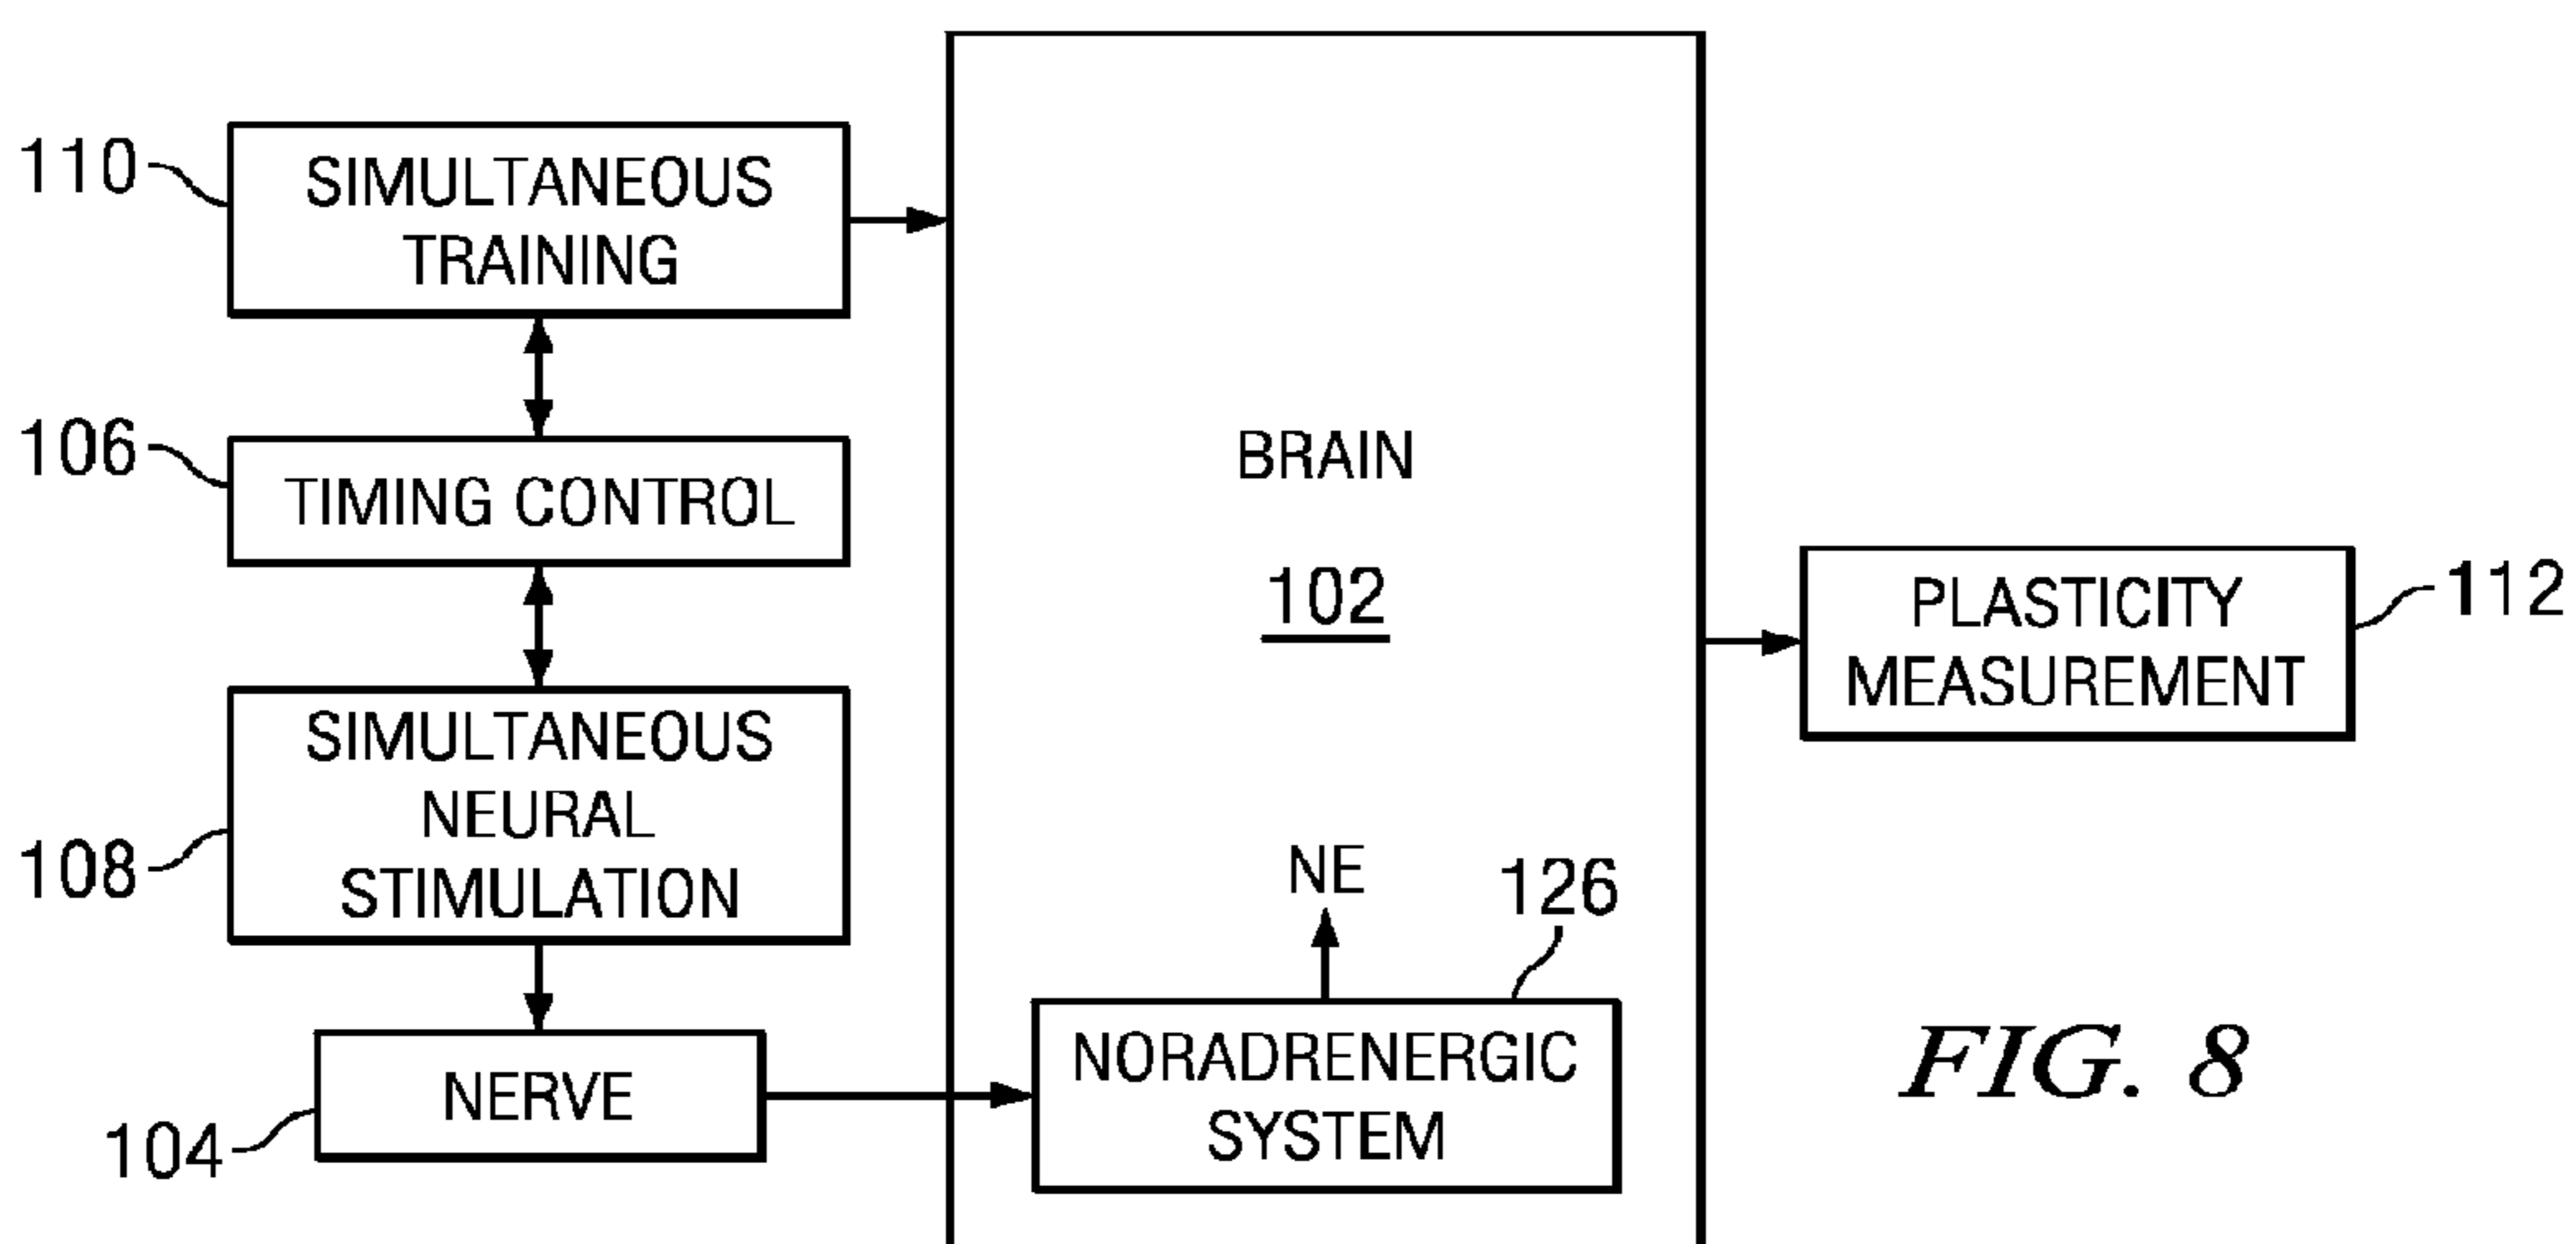 110
SIMULTANEOUS
TRAINING
106
TIMING CONTROL
108
SIMULTANEOUS
NEURAL
STIMULATION
104
NERVE
BRAIN
102
NE
126
NORADRENERGIC
SYSTEM
PLASTICITY
MEASUREMENT
112
FIG. 8